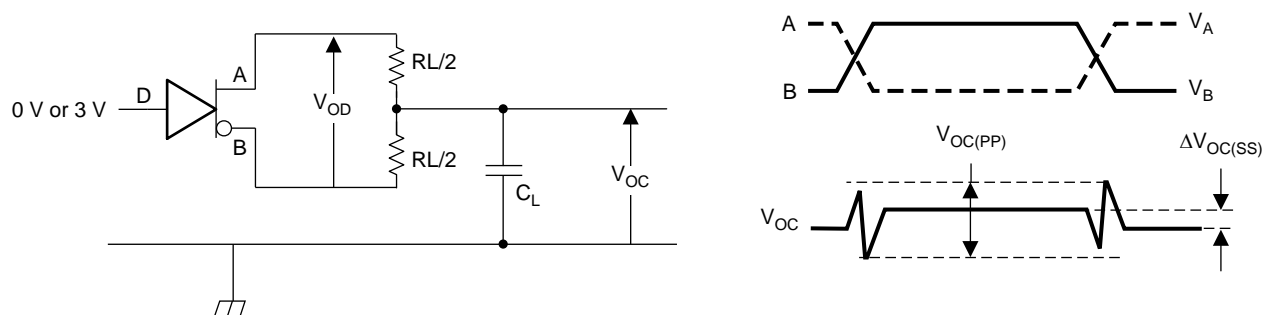 0 V or 3 V
D
A
B
V_OD
RL/2
RL/2
C_L
V_OC
A
B
V_A
V_B
V_OC(PP)
ΔV_OC(SS)
V_OC